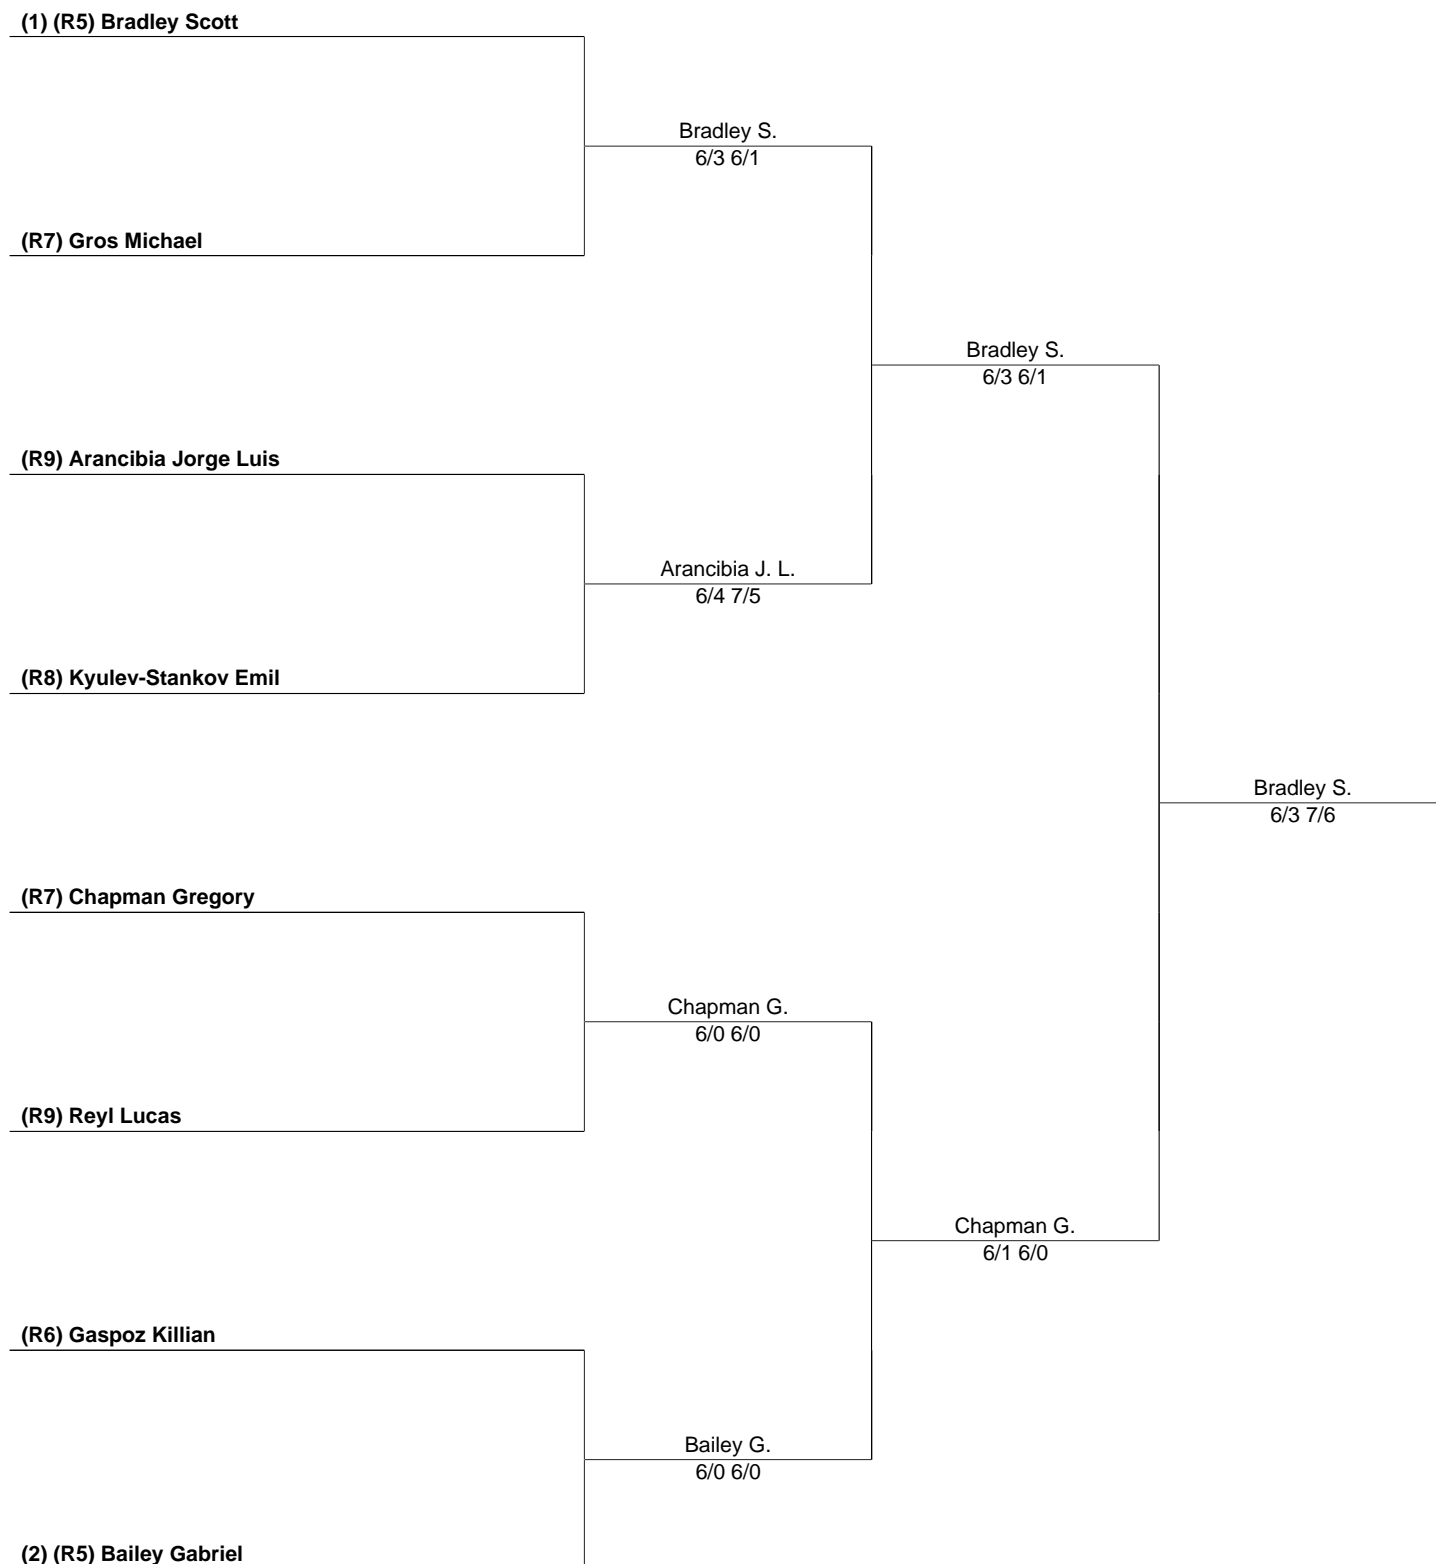 (1) (R5) Bradley Scott
Bradley S.
6/3 6/1
(R7) Gros Michael
Bradley S.
6/3 6/1
(R9) Arancibia Jorge Luis
Arancibia J. L.
6/4 7/5
(R8) Kyulev-Stankov Emil
Bradley S.
6/3 7/6
(R7) Chapman Gregory
Chapman G.
6/0 6/0
(R9) Reyl Lucas
Chapman G.
6/1 6/0
(R6) Gaspoz Killian
Bailey G.
6/0 6/0
(2) (R5) Bailey Gabriel